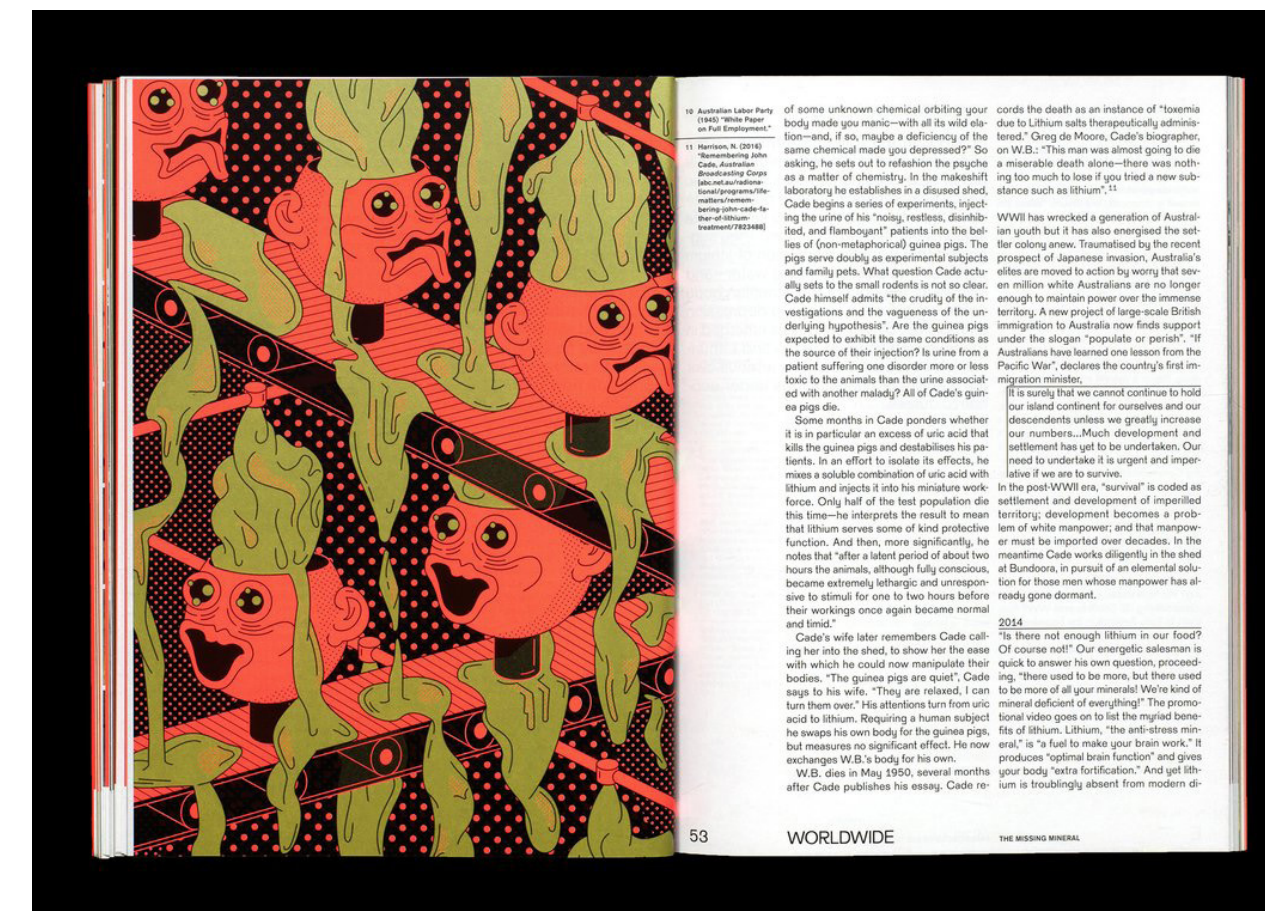 10 Australian Labor Party
(1945) "White Paper
on Full Employment."
11 Harrison, N. (2016)
"Remembering John
Cade, Australian
Broadcasting Corps
[abc.net.au/radiona-
tional/programs/life-
matters/remem-
bering-john-cade-fa-
ther-of-lithium-
treatment/7823488]
of some unknown chemical orbiting your
body made you manic—with all its wild ela-
tion—and, if so, maybe a deficiency of the
same chemical made you depressed?" So
asking, he sets out to refashion the psyche
as a matter of chemistry. In the makeshift
laboratory he establishes in a disused shed,
Cade begins a series of experiments, inject-
ing the urine of his "noisy, restless, disinhib-
ited, and flamboyant" patients into the bel-
lies of (non-metaphorical) guinea pigs. The
pigs serve doubly as experimental subjects
and family pets. What question Cade actu-
ally sets to the small rodents is not so clear.
Cade himself admits "the crudity of the in-
vestigations and the vagueness of the un-
derlying hypothesis". Are the guinea pigs
expected to exhibit the same conditions as
the source of their injection? Is urine from a
patient suffering one disorder more or less
toxic to the animals than the urine associat-
ed with another malady? All of Cade's guin-
ea pigs die.
Some months in Cade ponders whether
it is in particular an excess of uric acid that
kills the guinea pigs and destabilises his pa-
tients. In an effort to isolate its effects, he
mixes a soluble combination of uric acid with
lithium and injects it into his miniature work-
force. Only half of the test population die
this time—he interprets the result to mean
that lithium serves some of kind protective
function. And then, more significantly, he
notes that "after a latent period of about two
hours the animals, although fully conscious,
became extremely lethargic and unrespon-
sive to stimuli for one to two hours before
their workings once again became normal
and timid."
Cade's wife later remembers Cade call-
ing her into the shed, to show her the ease
with which he could now manipulate their
bodies. "The guinea pigs are quiet", Cade
says to his wife. "They are relaxed, I can
turn them over." His attentions turn from uric
acid to lithium. Requiring a human subject
he swaps his own body for the guinea pigs,
but measures no significant effect. He now
exchanges W.B.'s body for his own.
W.B. dies in May 1950, several months
after Cade publishes his essay. Cade re-
cords the death as an instance of "toxemia
due to Lithium salts therapeutically adminis-
tered." Greg de Moore, Cade's biographer,
on W.B.: "This man was almost going to die
a miserable death alone—there was noth-
ing too much to lose if you tried a new sub-
stance such as lithium".11
WWII has wrecked a generation of Austral-
ian youth but it has also energised the set-
tler colony anew. Traumatised by the recent
prospect of Japanese invasion, Australia's
elites are moved to action by worry that sev-
en million white Australians are no longer
enough to maintain power over the immense
territory. A new project of large-scale British
immigration to Australia now finds support
under the slogan "populate or perish". "If
Australians have learned one lesson from the
Pacific War", declares the country's first im-
migration minister,
It is surely that we cannot continue to hold
our island continent for ourselves and our
descendents unless we greatly increase
our numbers...Much development and
settlement has yet to be undertaken. Our
need to undertake it is urgent and imper-
lative if we are to survive.
In the post-WWII era, "survival" is coded as
settlement and development of imperilled
territory; development becomes a prob-
lem of white manpower; and that manpow-
er must be imported over decades. In the
meantime Cade works diligently in the shed
at Bundoora, in pursuit of an elemental solu-
tion for those men whose manpower has al-
ready gone dormant.
2014
"Is there not enough lithium in our food?
Of course not!" Our energetic salesman is
quick to answer his own question, proceed-
ing, "there used to be more, but there used
to be more of all your minerals! We're kind of
mineral deficient of everything!" The promo-
tional video goes on to list the myriad bene-
fits of lithium. Lithium, "the anti-stress min-
eral," is "a fuel to make your brain work." It
produces "optimal brain function" and gives
your body "extra fortification." And yet lith-
ium is troublingly absent from modern di-
53
WORLDWIDE
THE MISSING MINERAL